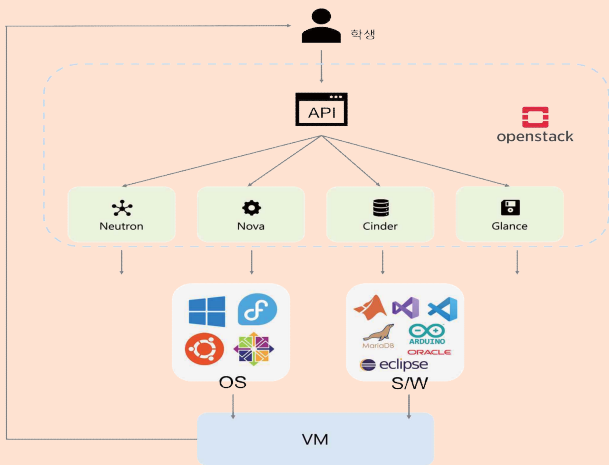 학생
API
openstack
Neutron
Nova
Cinder
Glance
MariaDB
ARDUINO
ORACLE
eclipse
OS
S/W
VM